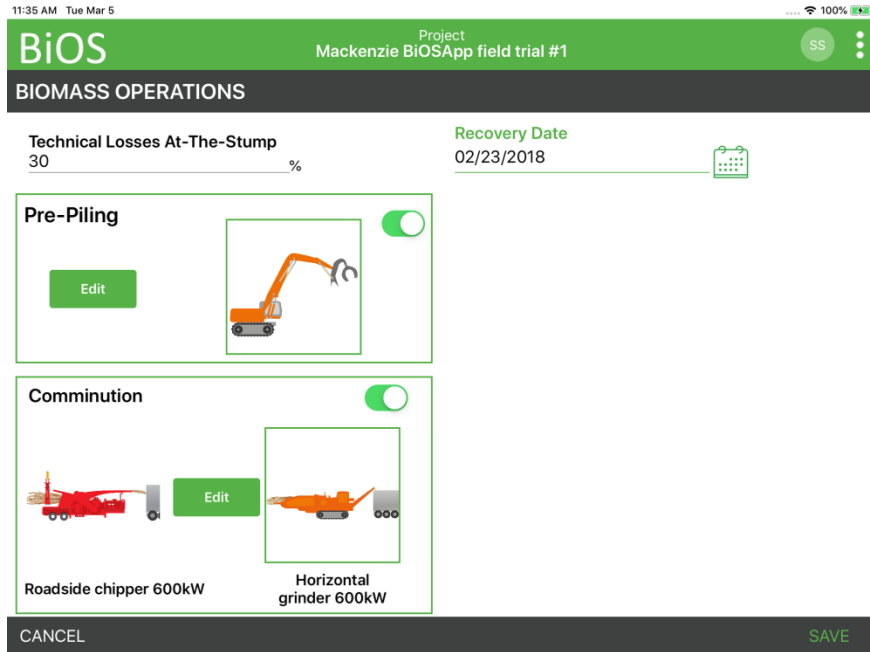 11:35 AM Tue Mar 5
100%
BiOS
Project
Mackenzie BiOSApp field trial #1
SS
BIOMASS OPERATIONS
Technical Losses At-The-Stump
30
%
Recovery Date
02/23/2018
Pre-Piling
Edit
Comminution
Edit
Roadside chipper 600kW
Horizontal
grinder 600kW
CANCEL
SAVE